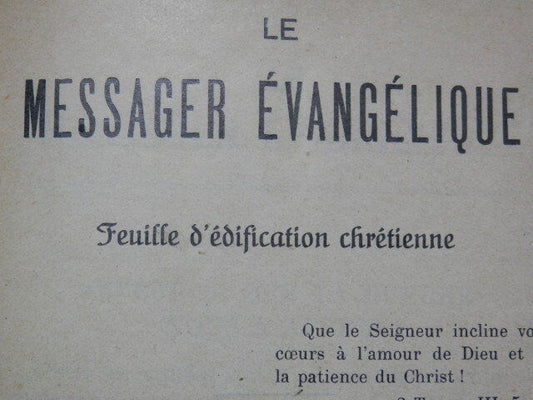 LE
MESSAGER ÉVANGÉLIQUE
Feuille d'édification chrétienne
Que le Seigneur incline
cœurs à l'amour de Dieu et
la patience du Christ !